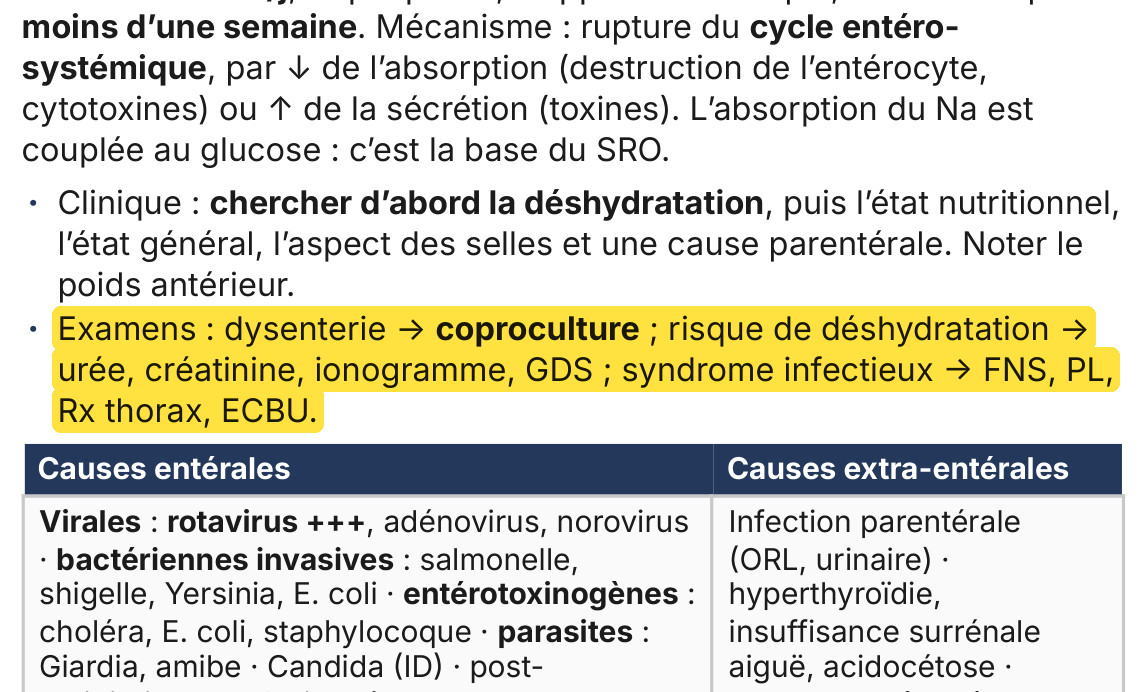 moins d’une semaine. Mécanisme : rupture du cycle entéro-
systémique, par ↓ de l’absorption (destruction de l’entérocyte,
cytotoxines) ou ↑ de la sécrétion (toxines). L’absorption du Na est
couplée au glucose : c’est la base du SRO.
· Clinique : chercher d’abord la déshydratation, puis l’état nutritionnel,
l’état général, l’aspect des selles et une cause parentérale. Noter le
poids antérieur.
· Examens : dysenterie → coproculture ; risque de déshydratation →
urée, créatinine, ionogramme, GDS ; syndrome infectieux → FNS, PL,
Rx thorax, ECBU.
Causes entérales
Virales : rotavirus +++, adénovirus, norovirus
· bactériennes invasives : salmonelle,
shigelle, Yersinia, E. coli · entérotoxinogènes :
choléra, E. coli, staphylocoque · parasites :
Giardia, amibe · Candida (ID) · post-
Causes extra-entérales
Infection parentérale
(ORL, urinaire) ·
hyperthyroïdie,
insuffisance surrénale
aiguë, acidocétose ·